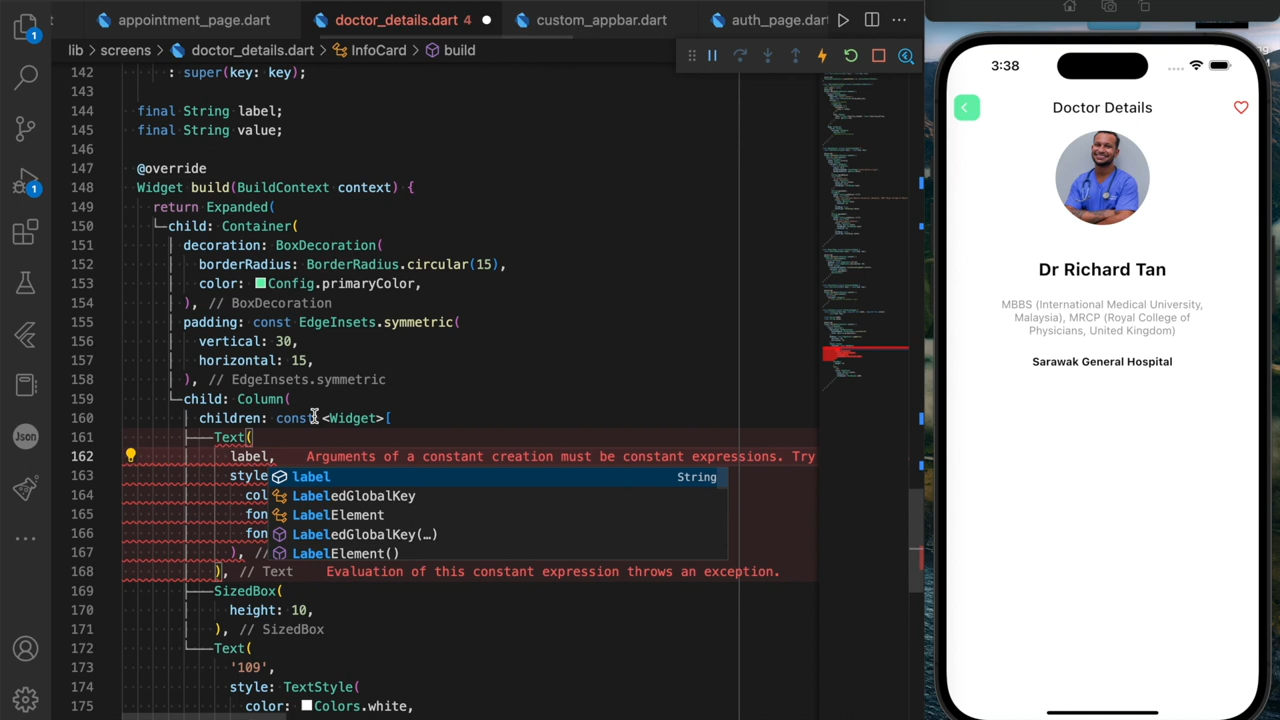 appointment_page.dart
doctor_details.dart 4
custom_appbar.dart
auth_page.dart
lib > screens > doctor_details.dart > InfoCard > build
142 : super(key: key);
144 final String label;
145 final String value;
146
147 @override
148 Widget build(BuildContext context) {
149 return Expended(
150 child: Container(
151 decoration: BoxDecoration(
152 borderRadius: BorderRadius.circular(15),
153 color: Config.primaryColor,
154 ), // BoxDecoration
155 padding: const EdgeInsets.symmetric(
156 vertical: 30,
157 horizontal: 15,
158 ), // EdgeInsets.symmetric
159 child: Column(
160 children: const <Widget>[
161 Text(
162 label, Arguments of a constant creation must be constant expressions. Try
163 style
164 col
165 fon
166 fon
167 ), //
168 ), // Text Evaluation of this constant expression throws an exception.
169 SizedBox(
170 height: 10,
171 ) // SizedBox
172 Text(
173 '109',
174 style: TextStyle(
175 color: Colors.white,
label String
LabeledGlobalKey
LabelElement
LabeledGlobalKey(…)
LabelElement()
1
1
Json
3:38
Doctor Details
Dr Richard Tan
MBBS (International Medical University,
Malaysia), MRCP (Royal College of
Physicians, United Kingdom)
Sarawak General Hospital